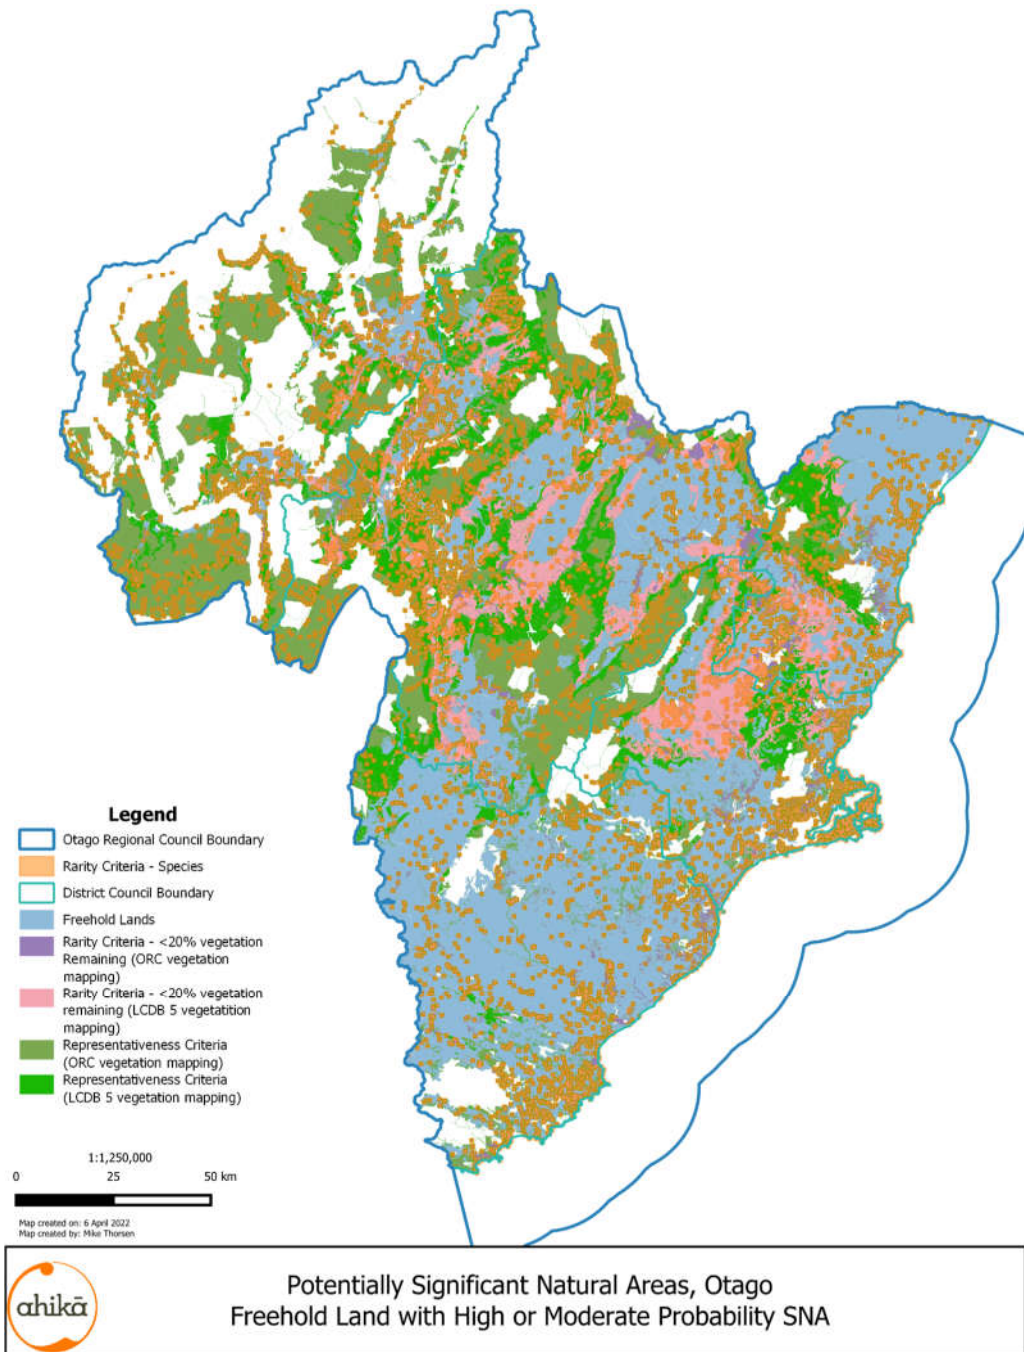 Legend
Otago Regional Council Boundary
Rarity Criteria - Species
District Council Boundary
Freehold Lands
Rarity Criteria - <20% vegetation
Remaining (ORC vegetation
mapping)
Rarity Criteria - <20% vegetation
remaining (LCDB 5 vegetatition
mapping)
Representativeness Criteria
(ORC vegetation mapping)
Representativeness Criteria
(LCDB 5 vegetation mapping)
1:1,250,000
0 25 50 km
Map created on: 6 April 2022
Map created by: Mike Thorsen
ahikā
Potentially Significant Natural Areas, Otago
Freehold Land with High or Moderate Probability SNA